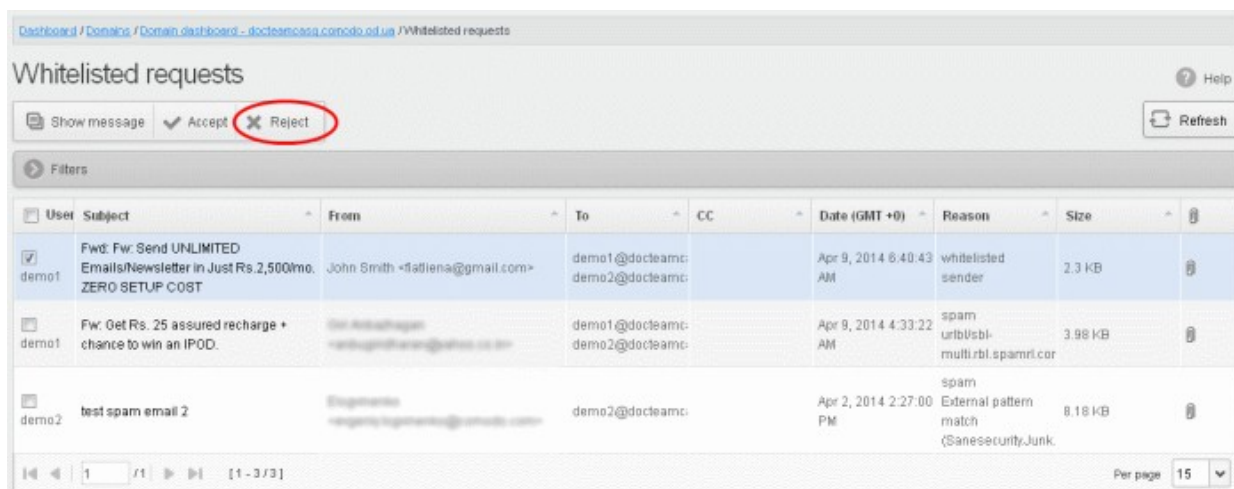 Dashboard / Domains / Domain dashboard - docteamcasg.comodo.od.ua / Whitelisted requests
Whitelisted requests
Help
Show message Accept Reject
Refresh
Filters
User Subject From To CC Date (GMT +0) Reason Size
demo1
Fwd: Fw: Send UNLIMITED
Emails/Newsletter in Just Rs.2,500/mo.
ZERO SETUP COST
John Smith <flatliena@gmail.com>
demo1@docteamc
demo2@docteamc
Apr 9, 2014 6:40:43
AM
whitelisted
sender
2.3 KB
demo1
Fw: Get Rs. 25 assured recharge +
chance to win an IPOD.
demo1@docteamc
demo2@docteamc
Apr 9, 2014 4:33:22
AM
spam
multi.rbl.spamrl.cor
3.98 KB
demo2
test spam email 2
demo2@docteamc
Apr 2, 2014 2:27:00
PM
spam
External pattern
match
(Sanesecurity.Junk.
8.18 KB
1 /1 [1 - 3 / 3]
Per page 15